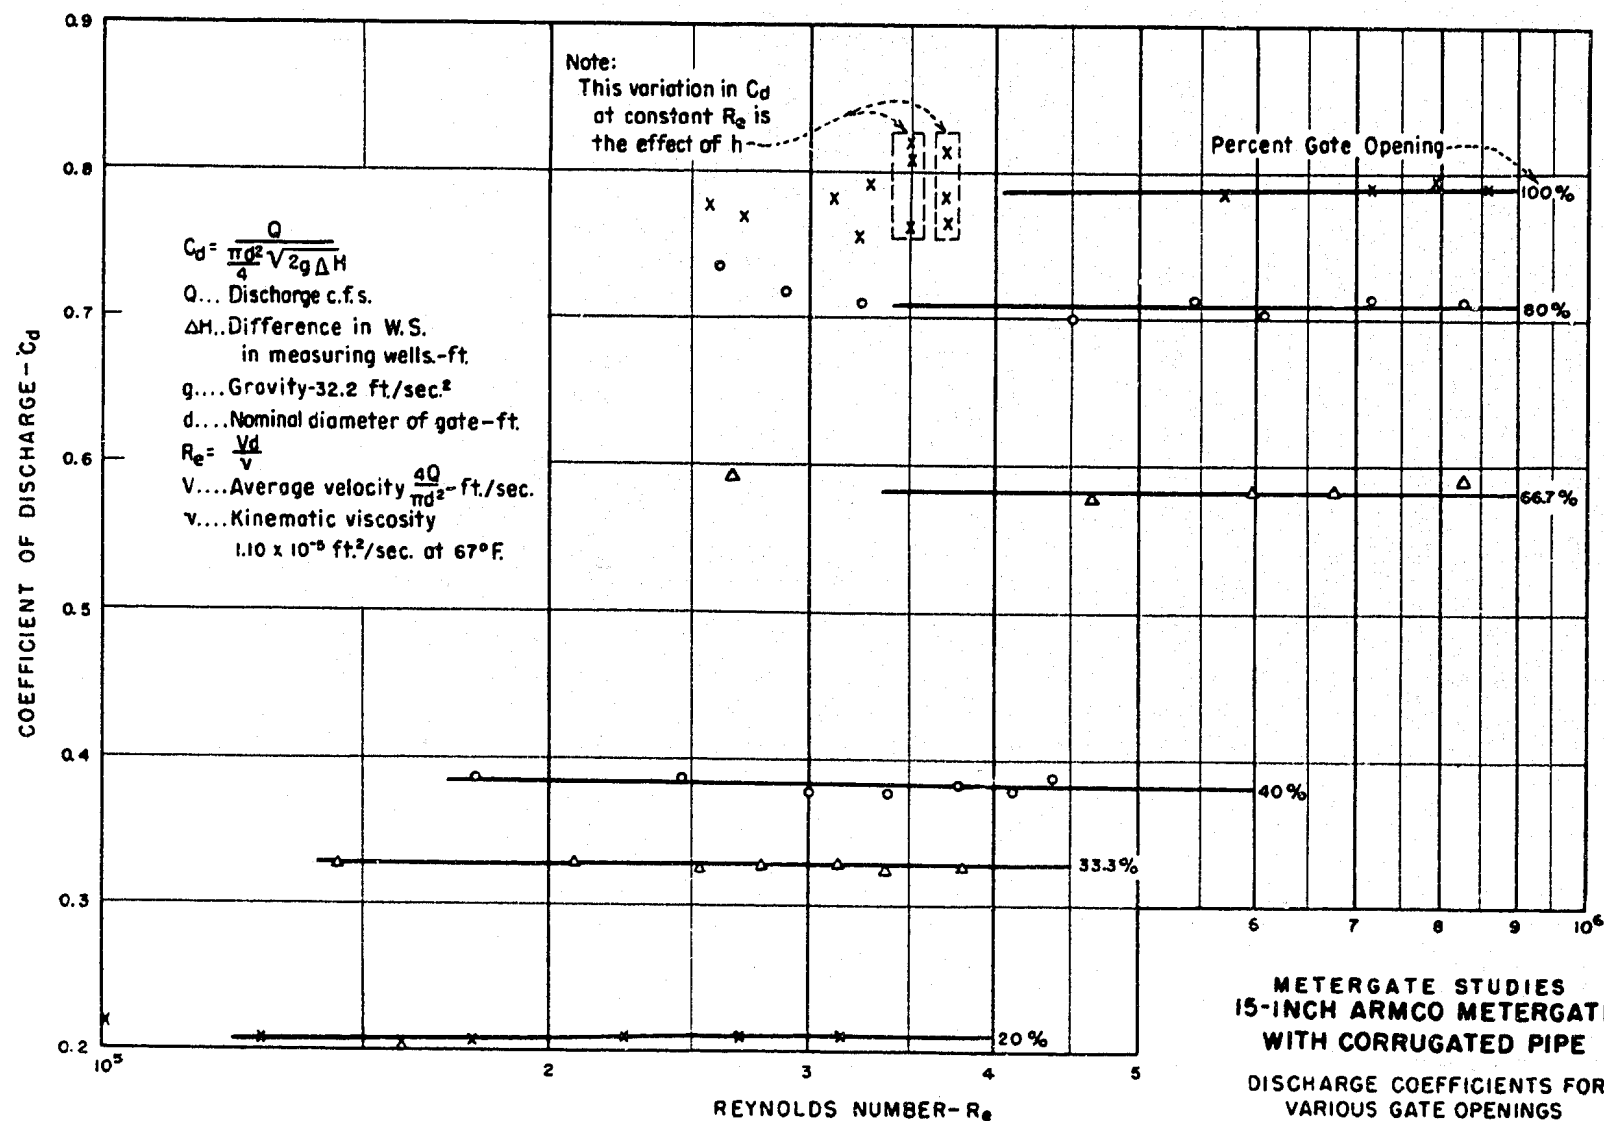 0.9
0.8
0.7
0.6
0.5
0.4
0.3
0.2
COEFFICIENT OF DISCHARGE-Cd
Note:
This variation in Cd
at constant Re is
the effect of h
Percent Gate Opening
100%
80%
66.7%
40%
33.3%
20%
Cd = Q / (πd²/4 √2gΔH)
Q... Discharge c.f.s.
ΔH.. Difference in W.S.
in measuring wells.-ft.
g.... Gravity-32.2 ft./sec.²
d.... Nominal diameter of gate-ft.
Re = Vd/ν
V.... Average velocity 4Q/πd² - ft./sec.
ν.... Kinematic viscosity
1.10 x 10⁻⁵ ft.²/sec. at 67°F.
10⁵ 2 3 4 5 6 7 8 9 10⁶
REYNOLDS NUMBER-Re
METERGATE STUDIES
15-INCH ARMCO METERGAT
WITH CORRUGATED PIPE
DISCHARGE COEFFICIENTS FOR
VARIOUS GATE OPENINGS